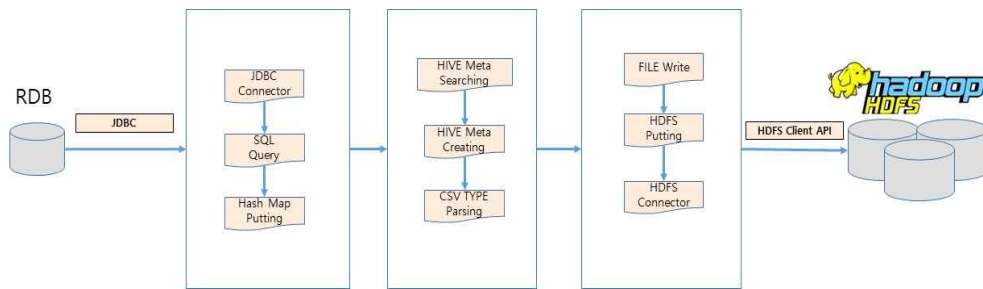 RDB
JDBC
JDBC
Connector
SQL
Query
Hash Map
Putting
HIVE Meta
Searching
HIVE Meta
Creating
CSV TYPE
Parsing
FILE Write
HDFS
Putting
HDFS
Connector
HDFS Client API
hadoop
HDFS